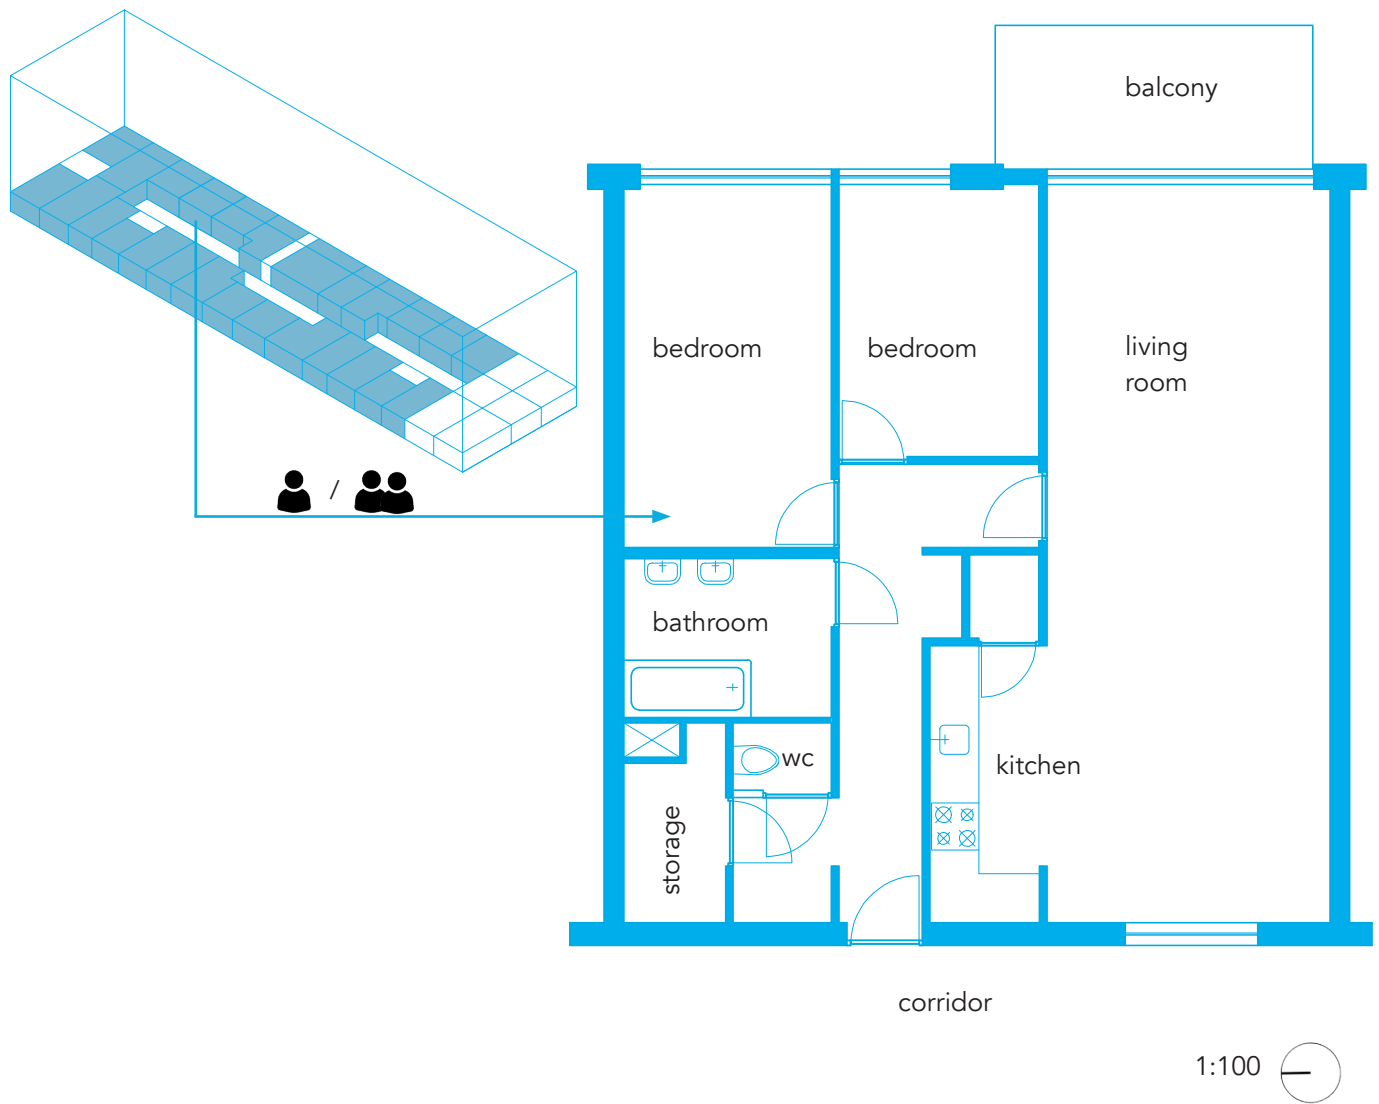 balcony
bedroom
bedroom
living
room
/
bathroom
wc
kitchen
storage
corridor
1:100